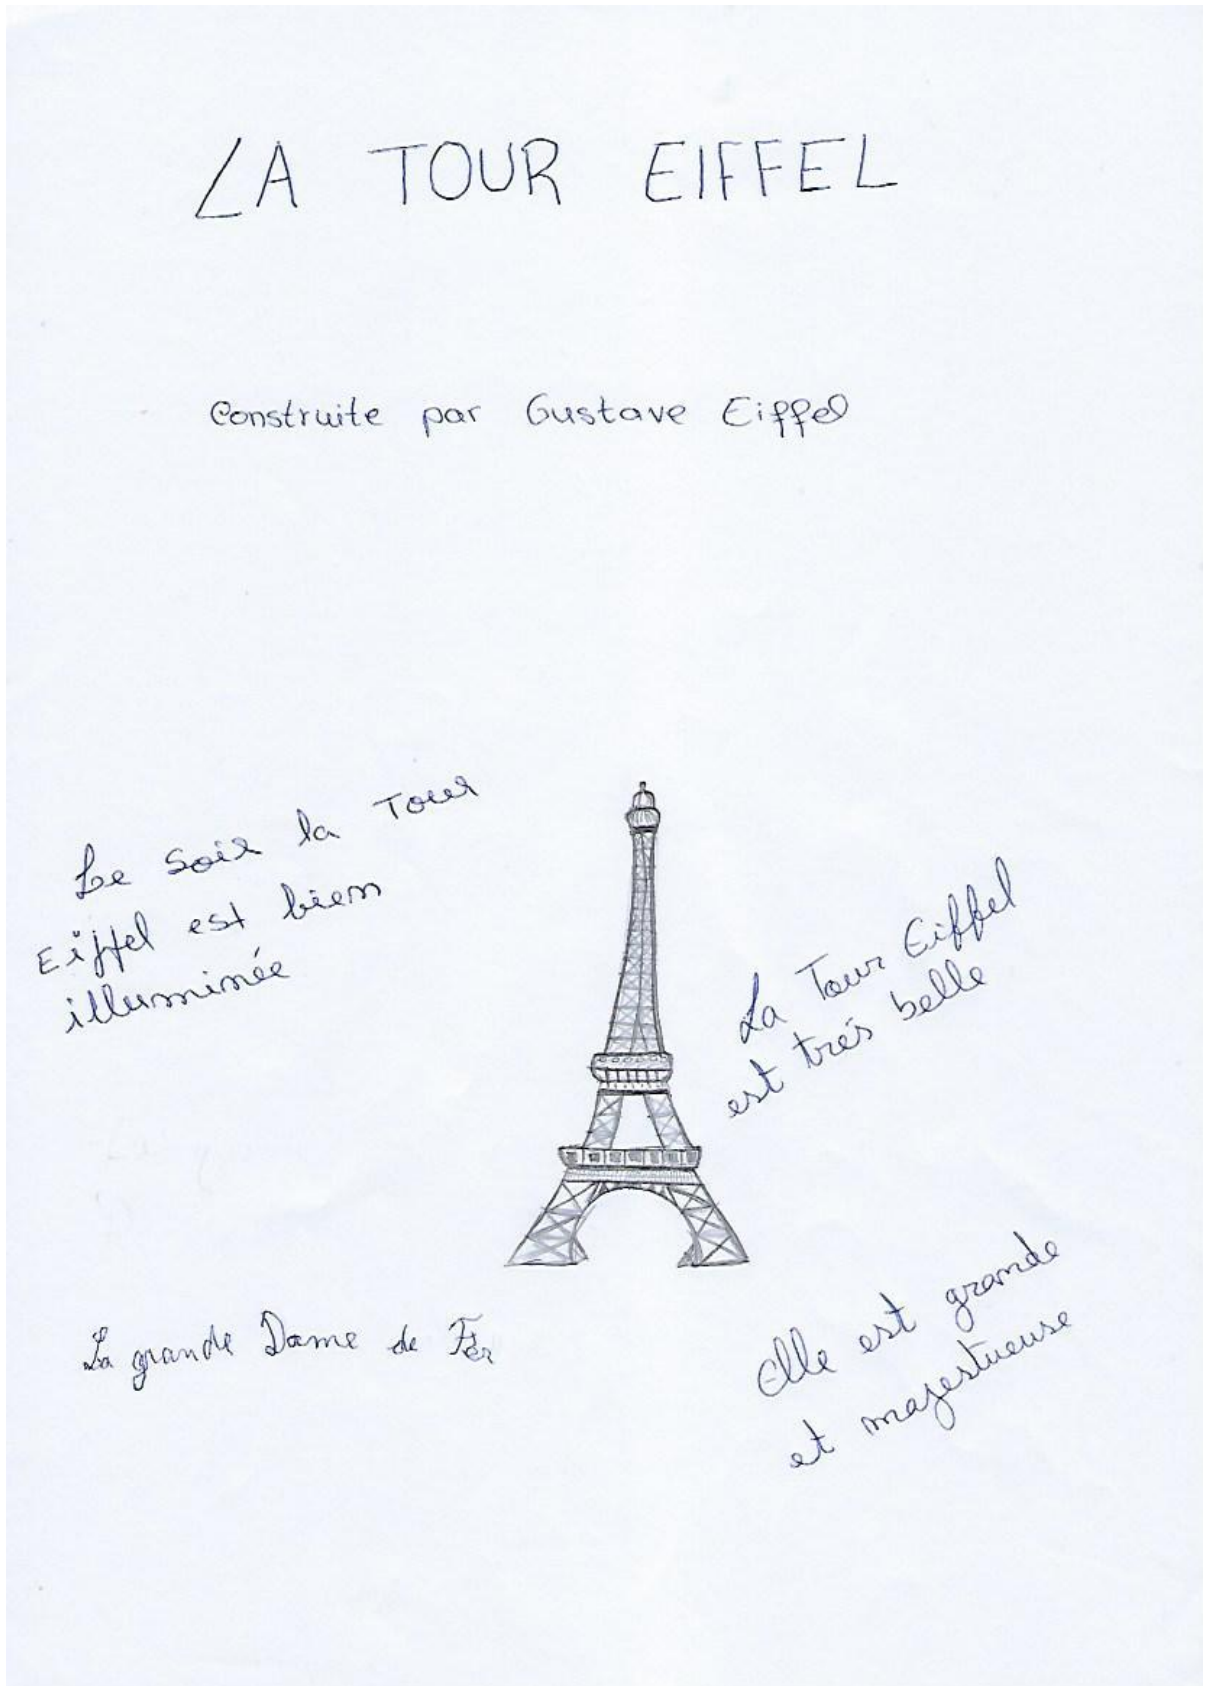 LA TOUR EIFFEL
Construite par Gustave Eiffel
Le soir la Tour
Eiffel est bien
illuminée
La Tour Eiffel
est trés belle
La grande Dame de Fer
elle est grande
et majestueuse